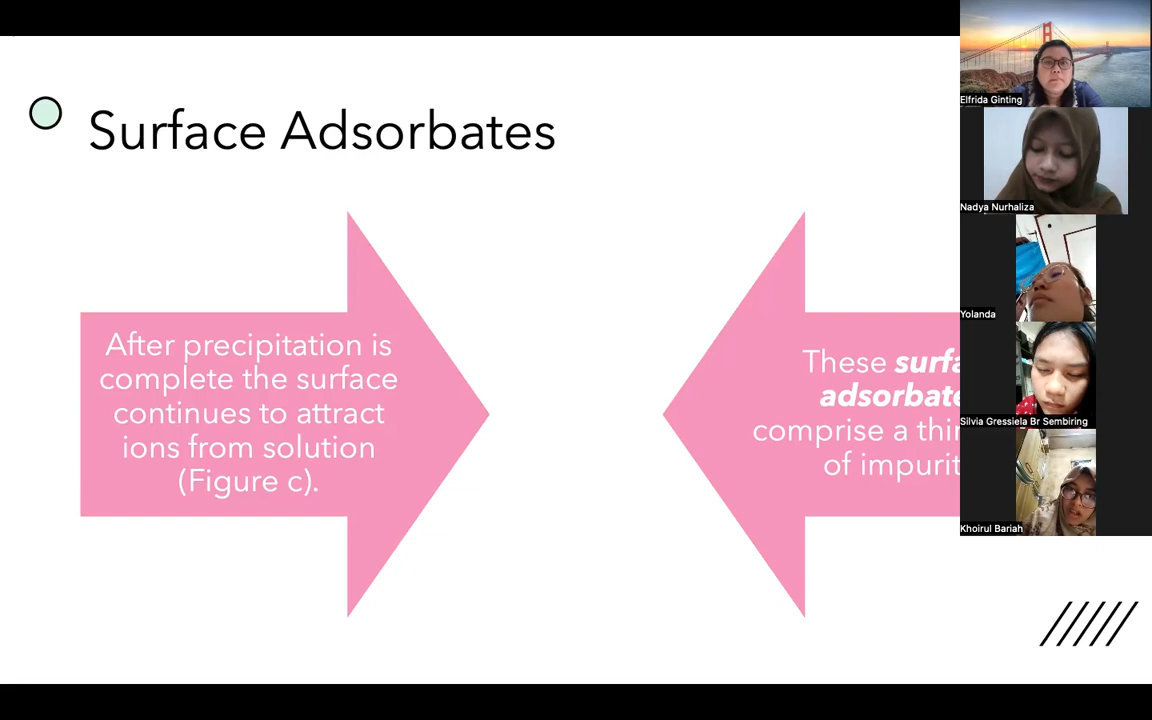 Surface Adsorbates
After precipitation is
complete the surface
continues to attract
ions from solution
(Figure c).
These
comprise a
of
Elfrida Ginting
Nadya Nurhaliza
Yolanda
Silvia Gressiela Br Sembiring
Khoirul Bariah